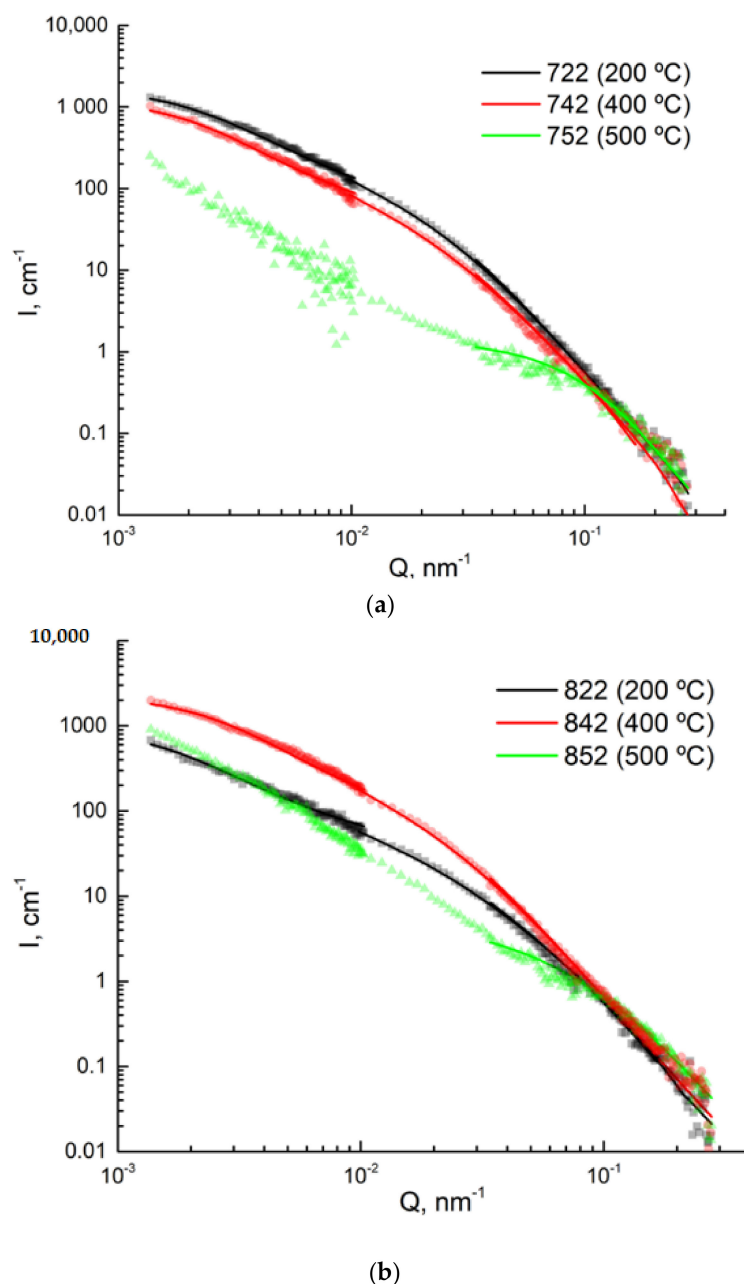 10,000
1 000
100
10
1
0.1
0.01
I, cm⁻¹
722 (200 ºC)
742 (400 ºC)
752 (500 ºC)
10⁻³
10⁻²
10⁻¹
Q, nm⁻¹
(a)
10,000
1000
100
10
1
0.1
0.01
I, cm⁻¹
822 (200 ºC)
842 (400 ºC)
852 (500 ºC)
10⁻³
10⁻²
10⁻¹
Q, nm⁻¹
(b)